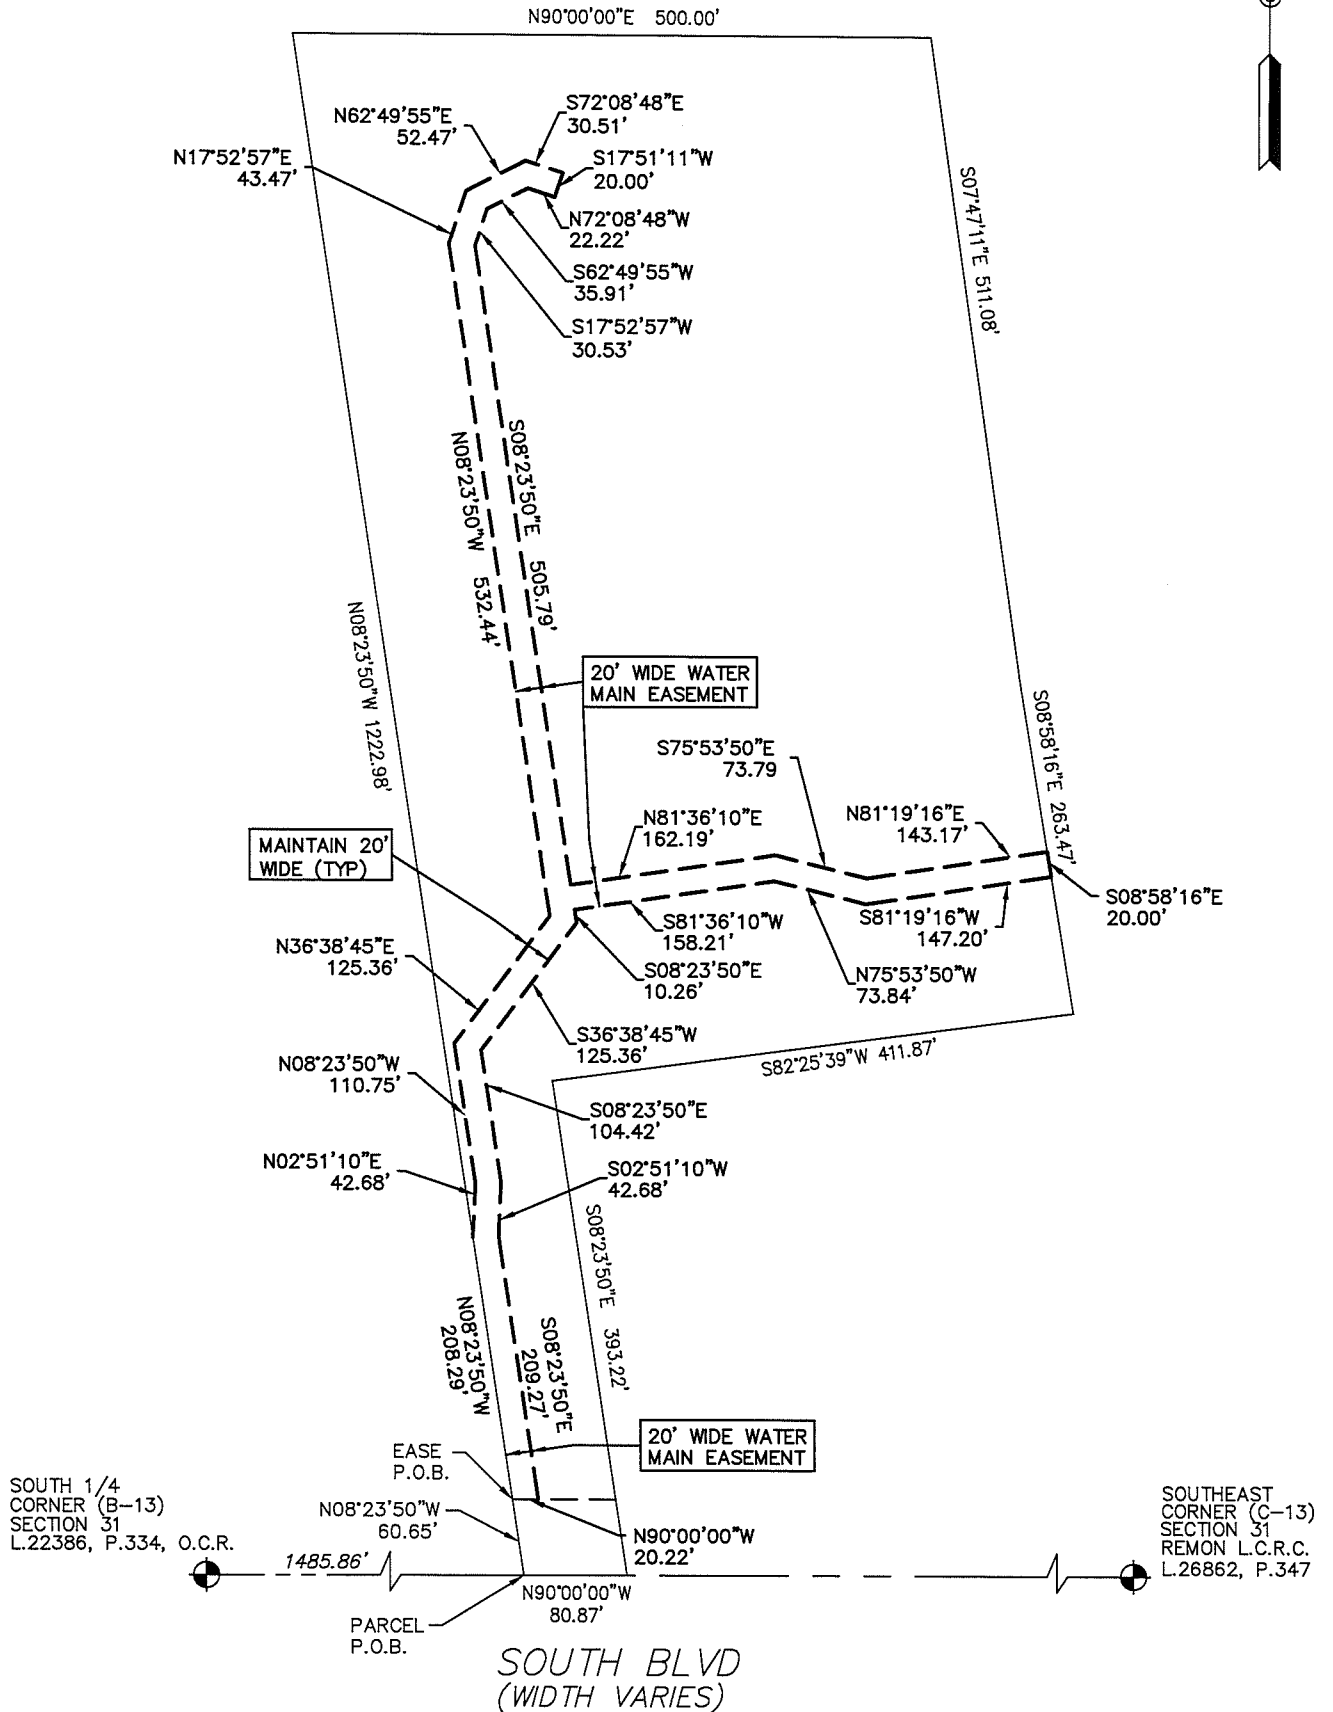 N90°00'00"E 500.00'
N62°49'55"E
52.47'
S72°08'48"E
30.51'
N17°52'57"E
43.47'
S17°51'11"W
20.00'
N72°08'48"W
22.22'
S62°49'55"W
35.91'
S17°52'57"W
30.53'
S07°47'11"E 511.08'
N08°23'50"W 532.44'
S08°23'50"E 505.79'
N08°23'50"W 1222.98'
20' WIDE WATER
MAIN EASEMENT
S75°53'50"E
73.79
S08°58'16"E 263.47'
N81°36'10"E
162.19'
N81°19'16"E
143.17'
MAINTAIN 20'
WIDE (TYP)
S08°58'16"E
20.00'
S81°36'10"W
158.21'
S81°19'16"W
147.20'
N36°38'45"E
125.36'
S08°23'50"E
10.26'
N75°53'50"W
73.84'
S36°38'45"W
125.36'
S82°25'39"W 411.87'
N08°23'50"W
110.75'
S08°23'50"E
104.42'
N02°51'10"E
42.68'
S02°51'10"W
42.68'
S08°23'50"E 393.22'
N08°23'50"W
208.29'
S08°23'50"E
209.27'
20' WIDE WATER
MAIN EASEMENT
EASE
P.O.B.
SOUTH 1/4
CORNER (B-13)
SECTION 31
L.22386, P.334, O.C.R.
N08°23'50"W
60.65'
N90°00'00"W
20.22'
SOUTHEAST
CORNER (C-13)
SECTION 31
REMON L.C.R.C.
L.26862, P.347
1485.86'
N90°00'00"W
80.87'
PARCEL
P.O.B.
SOUTH BLVD
(WIDTH VARIES)